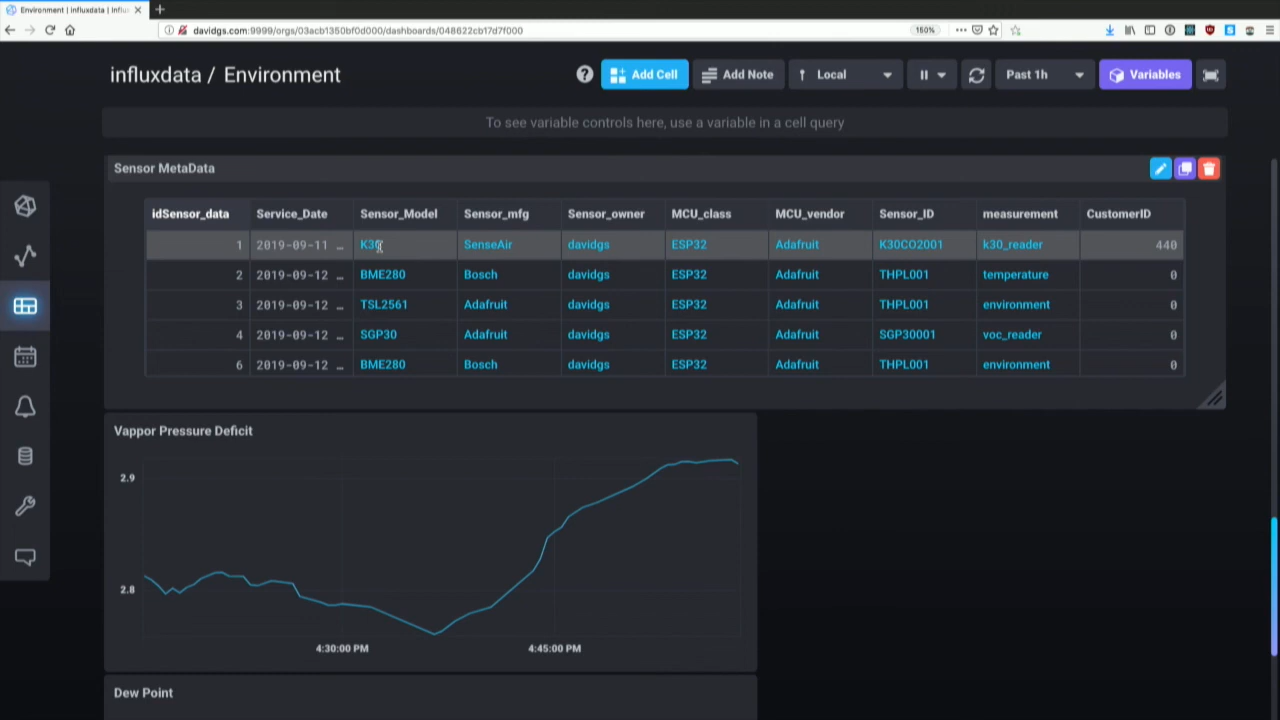 Environment | influxdata | Influx
davidgs.com:9999/orgs/03acb1350bf0d000/dashboards/048622cb17d7f000
150%
influxdata / Environment
? Add Cell Add Note Local Past 1h Variables
To see variable controls here, use a variable in a cell query
Sensor MetaData
idSensor_data Service_Date Sensor_Model Sensor_mfg Sensor_owner MCU_class MCU_vendor Sensor_ID measurement CustomerID
1 2019-09-11 … K30 SenseAir davidgs ESP32 Adafruit K30CO2001 k30_reader 440
2 2019-09-12 … BME280 Bosch davidgs ESP32 Adafruit THPL001 temperature 0
3 2019-09-12 … TSL2561 Adafruit davidgs ESP32 Adafruit THPL001 environment 0
4 2019-09-12 … SGP30 Adafruit davidgs ESP32 Adafruit SGP30001 voc_reader 0
6 2019-09-12 … BME280 Bosch davidgs ESP32 Adafruit THPL001 environment 0
Vappor Pressure Deficit
2.9
2.8
4:30:00 PM 4:45:00 PM
Dew Point